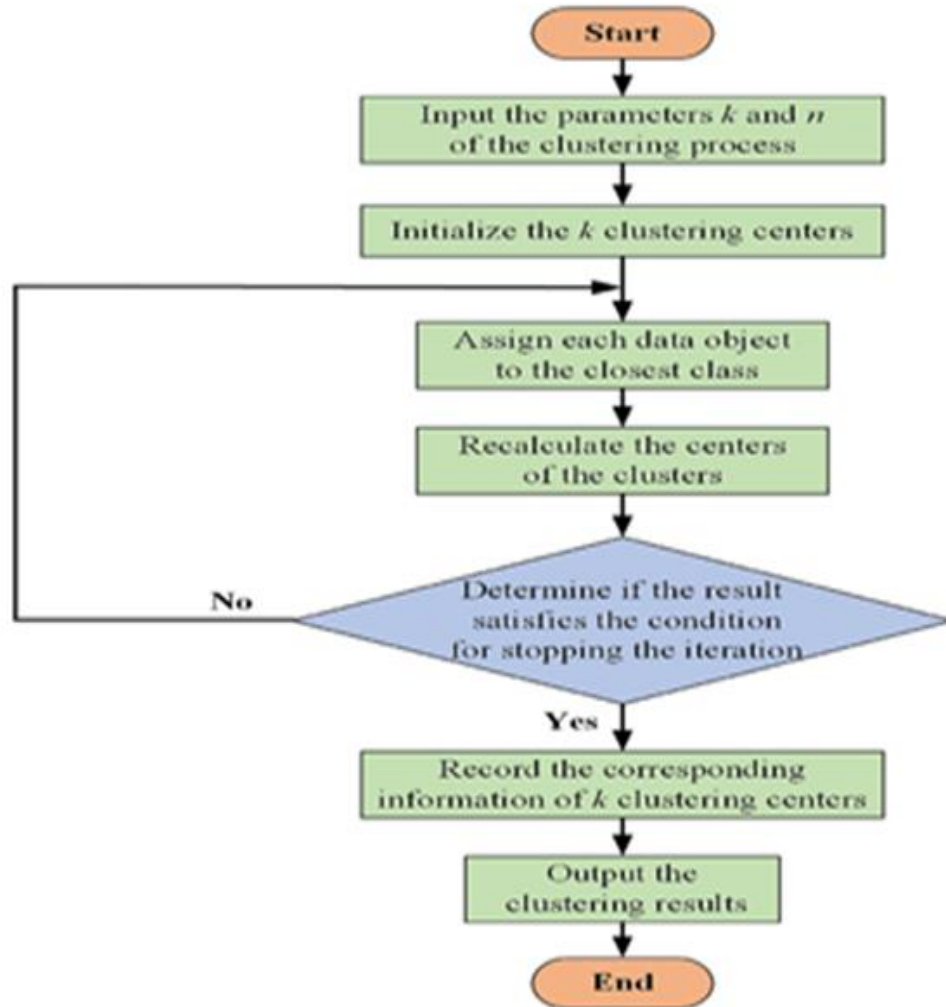 Start
Input the parameters k and n
of the clustering process
Initialize the k clustering centers
Assign each data object
to the closest class
Recalculate the centers
of the clusters
Determine if the result
satisfies the condition
for stopping the iteration
No
Yes
Record the corresponding
information of k clustering centers
Output the
clustering results
End